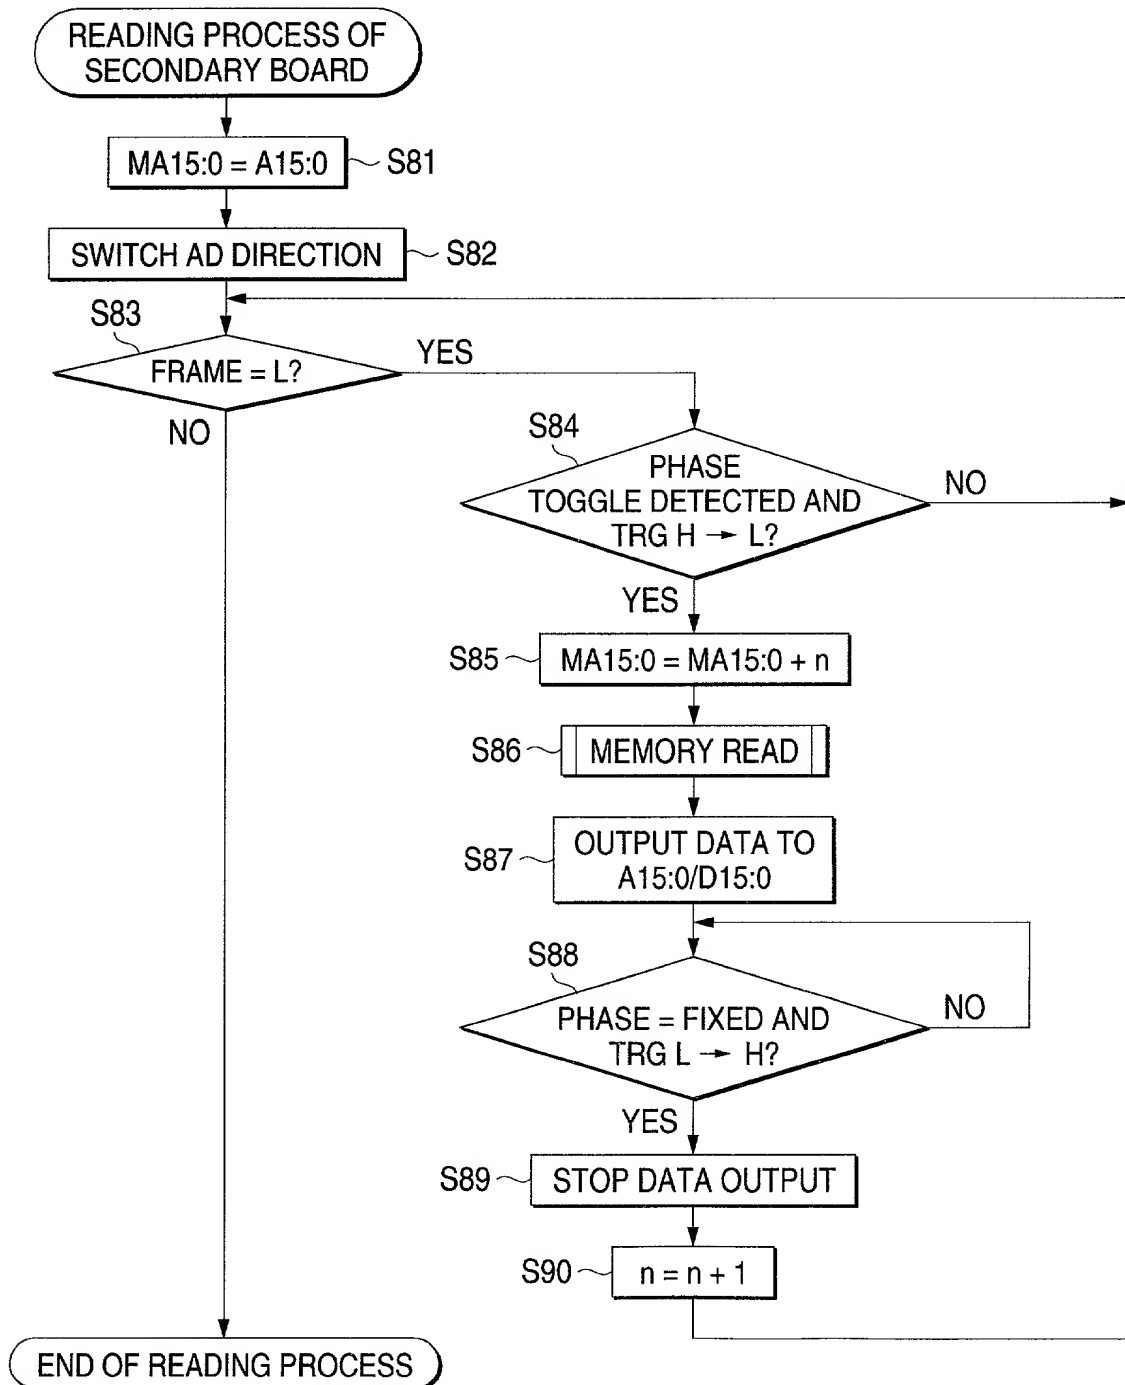 READING PROCESS OF
SECONDARY BOARD
MA15:0 = A15:0
S81
SWITCH AD DIRECTION
S82
S83
FRAME = L?
YES
NO
S84
PHASE
TOGGLE DETECTED AND
TRG H → L?
NO
YES
S85
MA15:0 = MA15:0 + n
S86
MEMORY READ
S87
OUTPUT DATA TO
A15:0/D15:0
S88
PHASE = FIXED AND
TRG L → H?
NO
YES
S89
STOP DATA OUTPUT
S90
n = n + 1
END OF READING PROCESS